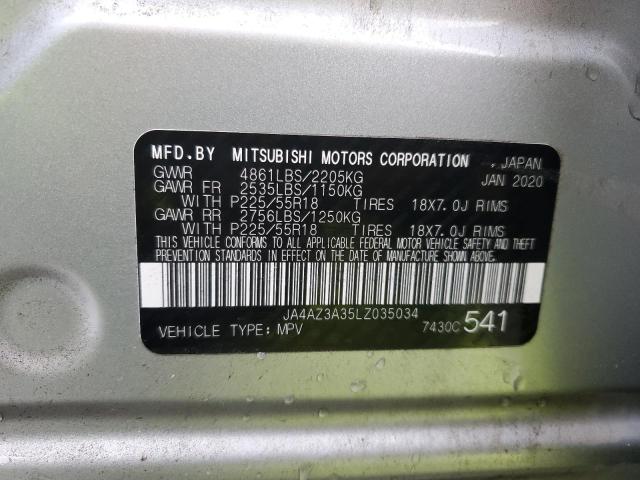 MFD.BY MITSUBISHI MOTORS CORPORATION JAPAN
GVWR 4861LBS/2205KG JAN 2020
GAWR FR 2535LBS/1150KG
WITH P225/55R18 TIRES 18X7.0J RIMS
GAWR RR 2756LBS/1250KG
WITH P225/55R18 TIRES 18X7.0J RIMS
THIS VEHICLE CONFORMS TO ALL APPLICABLE FEDERAL MOTOR VEHICLE SAFETY AND THEFT
PREVENTION STANDARDS IN EFFECT ON THE DATE OF MANUFACTURE SHOWN ABOVE.
JA4AZ3A35LZ035034
VEHICLE TYPE: MPV 7430C 541